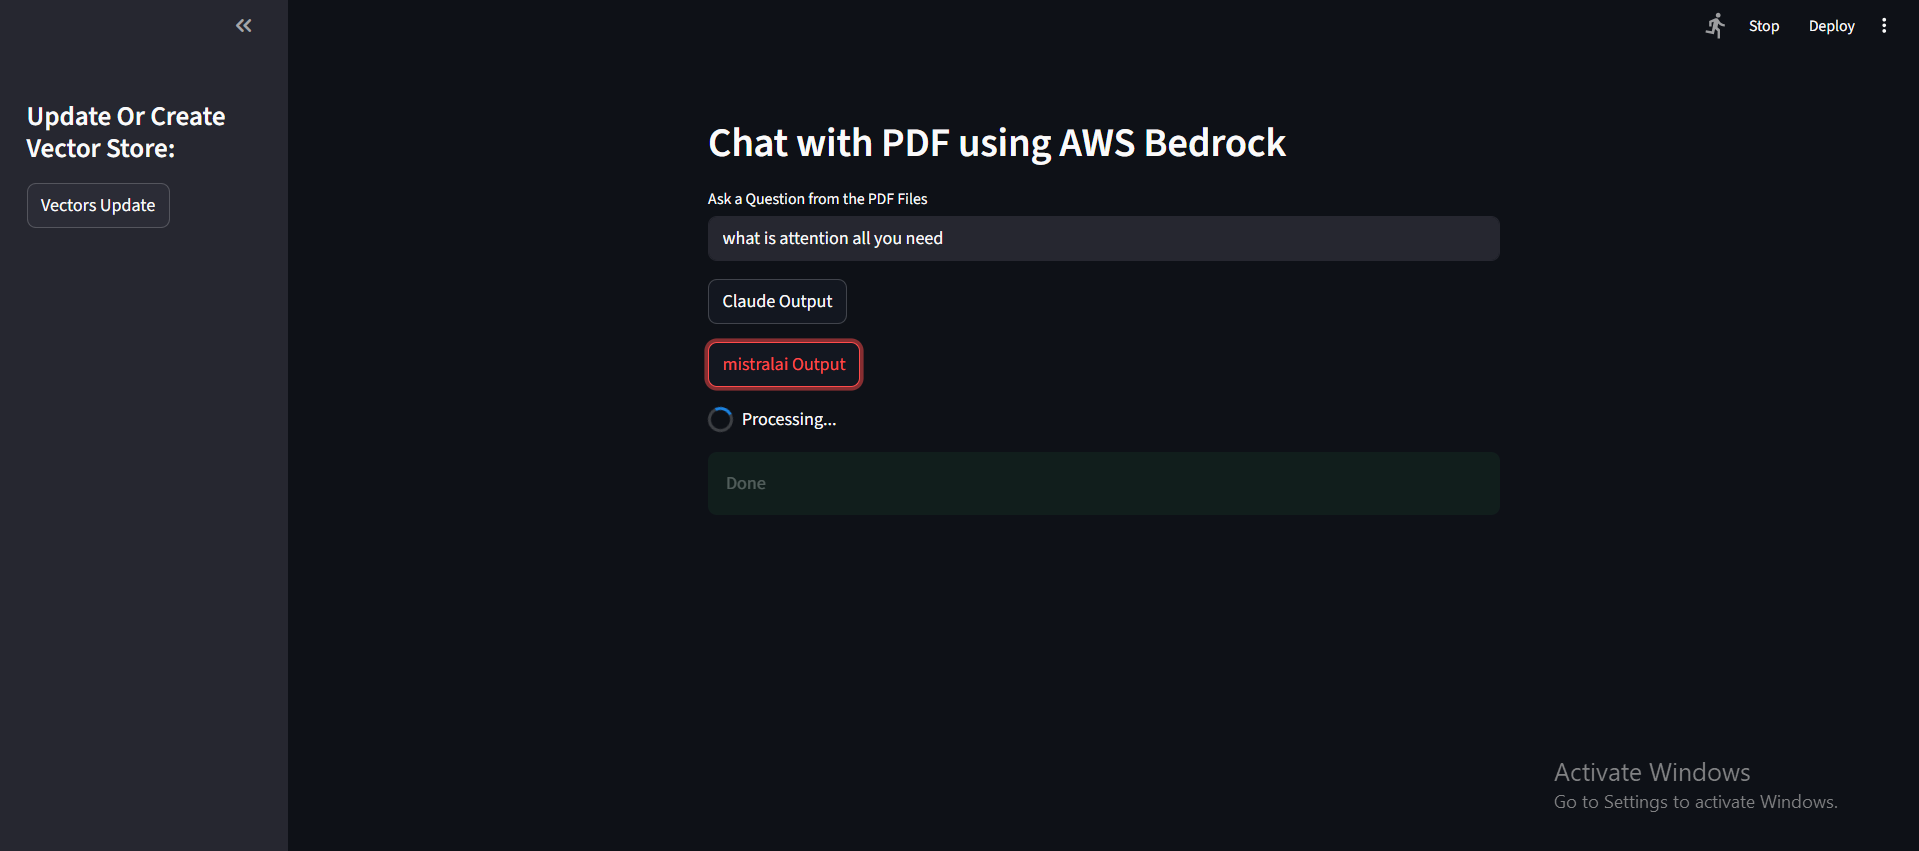 Stop
Deploy
Update Or Create
Vector Store:
Vectors Update
Chat with PDF using AWS Bedrock
Ask a Question from the PDF Files
what is attention all you need
Claude Output
mistralai Output
Processing...
Done
Activate Windows
Go to Settings to activate Windows.